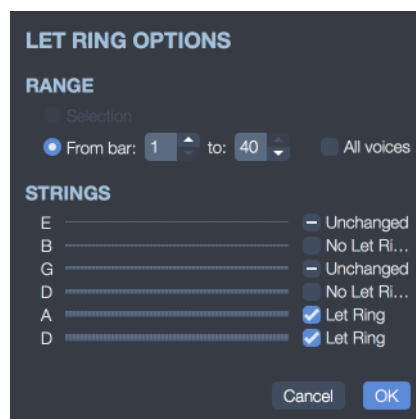 LET RING OPTIONS
RANGE
Selection
From bar: 1 to: 40 All voices
STRINGS
E Unchanged
B No Let Ri...
G Unchanged
D No Let Ri...
A Let Ring
D Let Ring
Cancel OK